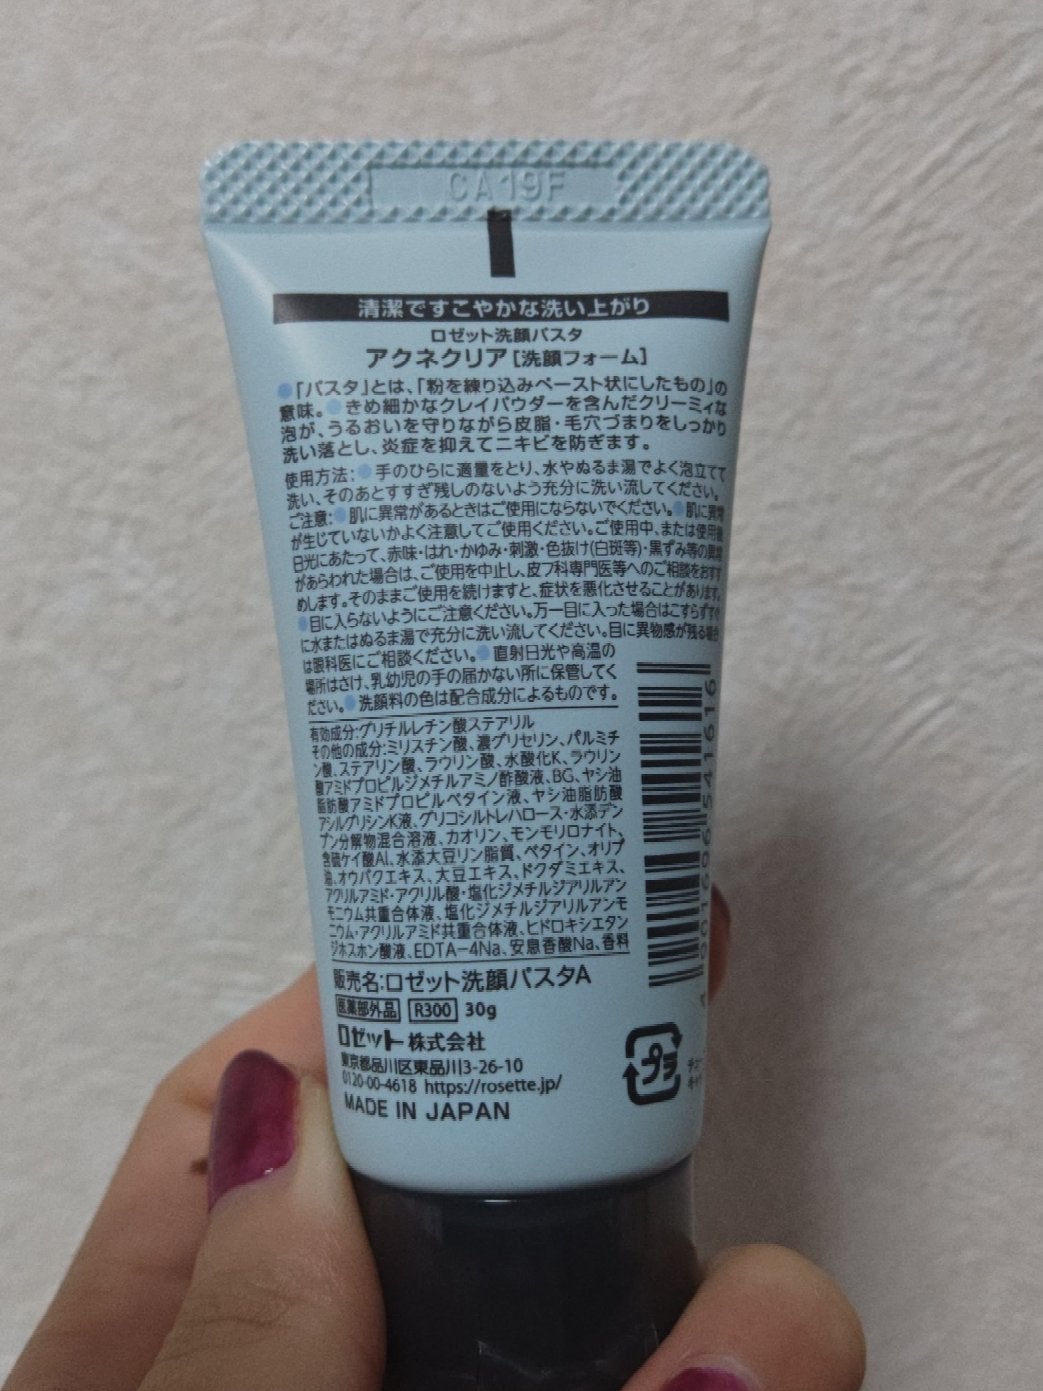 CA19F
清潔ですこやかな洗い上がり
ロゼット洗顔パスタ
アクネクリア[洗顔フォーム]
●「パスタ」とは、「粉を練り込みペースト状にしたもの」の
意味。●きめ細かなクレイパウダーを含んだクリーミィな
泡が、うるおいを守りながら皮脂・毛穴づまりをしっかり
洗い落とし、炎症を抑えてニキビを防ぎます。
使用方法:●手のひらに適量をとり、水やぬるま湯でよく泡立てて
洗い、そのあとすすぎ残しのないよう充分に洗い流してください。
ご注意:●肌に異常があるときはご使用にならないでください。●肌に異常
が生じていないかよく注意してご使用ください。ご使用中、または使用後
日光にあたって、赤味・はれ・かゆみ・刺激・色抜け(白斑等)・黒ずみ等の異常
があらわれた場合は、ご使用を中止し、皮フ科専門医等へのご相談をおすす
めします。そのままご使用を続けますと、症状を悪化させることがあります。
●目に入らないようにご注意ください。万一目に入った場合はこすらずすぐ
に水またはぬるま湯で充分に洗い流してください。目に異物感が残る場合
は眼科医にご相談ください。●直射日光や高温の
場所はさけ、乳幼児の手の届かない所に保管してく
ださい。●洗顔料の色は配合成分によるものです。
有効成分:グリチルレチン酸ステアリル
その他の成分:ミリスチン酸、濃グリセリン、パルミチ
ン酸、ステアリン酸、ラウリン酸、水酸化K、ラウリン
酸アミドプロピルジメチルアミノ酢酸液、BG、ヤシ油
脂肪酸アミドプロピルベタイン液、ヤシ油脂肪酸
アシルグリシンK液、グリコシルトレハロース・水添デン
プン分解物混合溶液、カオリン、モンモリロナイト、
含硫ケイ酸Al、水添大豆リン脂質、ベタイン、オリブ
油、オウバクエキス、大豆エキス、ドクダミエキス、
アクリルアミド・アクリル酸・塩化ジメチルジアリルアン
モニウム共重合体液、塩化ジメチルジアリルアンモ
ニウム・アクリルアミド共重合体液、ヒドロキシエタン
ジホスホン酸液、EDTA-4Na、安息香酸Na、香料
販売名:ロゼット洗顔パスタA
医薬部外品 R300 30g
ロゼット株式会社
東京都品川区東品川3-26-10
0120-00-4618 https://rosette.jp/
MADE IN JAPAN
プラ